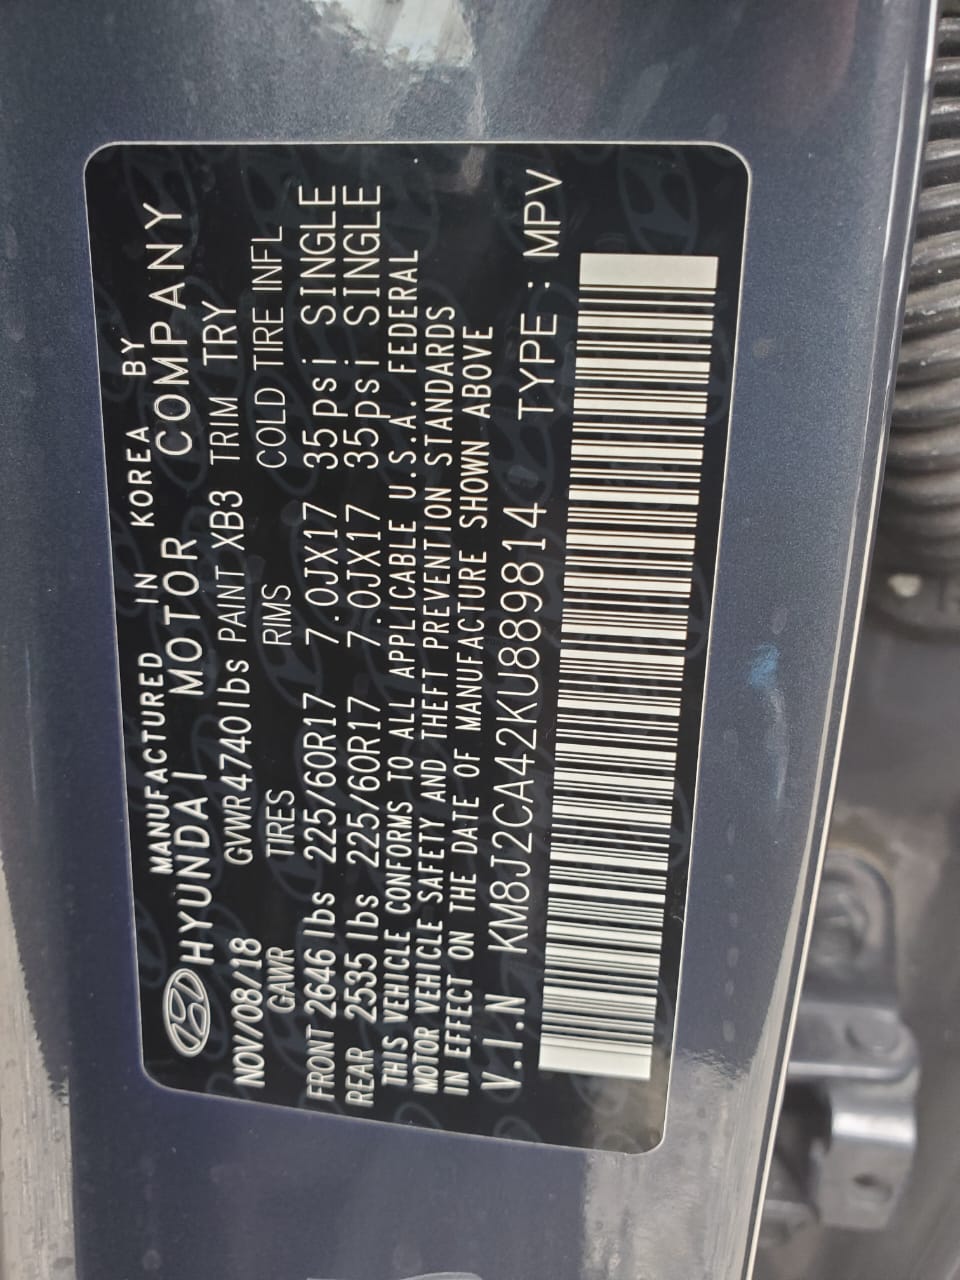 MANUFACTURED IN KOREA BY
HYUNDAI MOTOR COMPANY
NOV/08/18 GVWR4740lbs PAINT XB3 TRIM TRY
GAWR TIRES RIMS COLD TIRE INFL
FRONT 2646 lbs 225/60R17 7.0JX17 35psi SINGLE
REAR 2535 lbs 225/60R17 7.0JX17 35psi SINGLE
THIS VEHICLE CONFORMS TO ALL APPLICABLE U.S.A. FEDERAL
MOTOR VEHICLE SAFETY AND THEFT PREVENTION STANDARDS
IN EFFECT ON THE DATE OF MANUFACTURE SHOWN ABOVE
V.I.N KM8J2CA42KU889814 TYPE : MPV